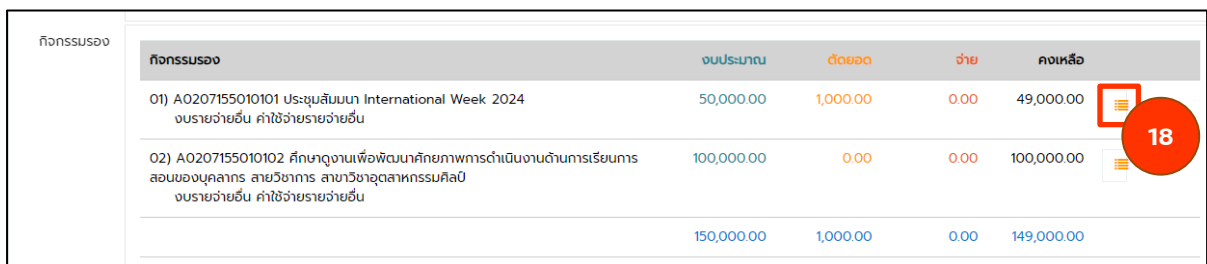 กิจกรรมรอง
กิจกรรมรอง งบประมาณ ตัดยอด จ่าย คงเหลือ
01) A0207155010101 ประชุมสัมมนา International Week 2024 50,000.00 1,000.00 0.00 49,000.00
งบรายจ่ายอื่น ค่าใช้จ่ายรายจ่ายอื่น
18
02) A0207155010102 ศึกษาดูงานเพื่อพัฒนาศักยภาพการดำเนินงานด้านการเรียนการ 100,000.00 0.00 0.00 100,000.00
สอนของบุคลากร สายวิชาการ สาขาวิชาอุตสาหกรรมศิลป์
งบรายจ่ายอื่น ค่าใช้จ่ายรายจ่ายอื่น
150,000.00 1,000.00 0.00 149,000.00